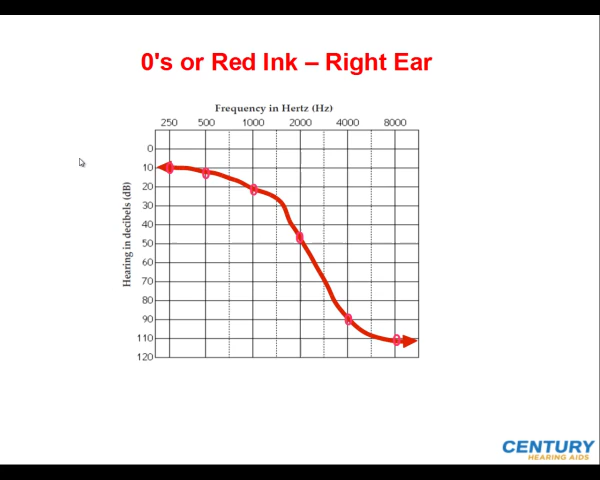 0's or Red Ink – Right Ear
Frequency in Hertz (Hz)
250 500 1000 2000 4000 8000
Hearing in decibels (dB)
0
10
20
30
40
50
60
70
80
90
110
120
CENTURY
HEARING AIDS